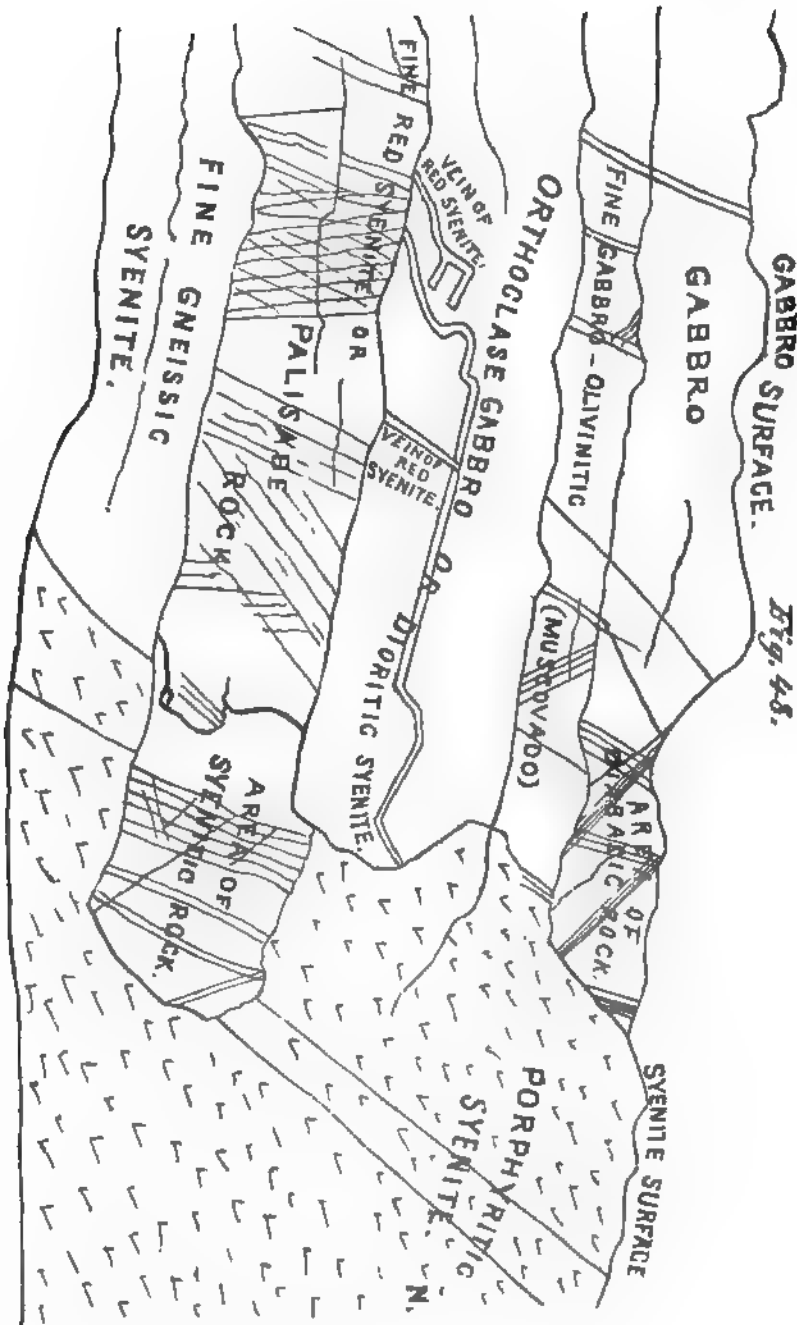 GABBRO SURFACE.
Fig. 48.
SYENITE SURFACE
GABBRO
AREA OF
DIABASIC ROCK.
FINE GABBRO - OLIVINITIC
(MUSCOVADO)
ORTHOCLASE GABBRO OR DIORITIC SYENITE.
VEIN OF
RED SYENITE.
VEIN OF
RED
SYENITE.
FINE RED SYENITE, OR
PALISABE
ROCK
AREA OF
SYENITIC ROCK.
PORPHYRITIC
SYENITE.
N.
FINE GNEISSIC
SYENITE.